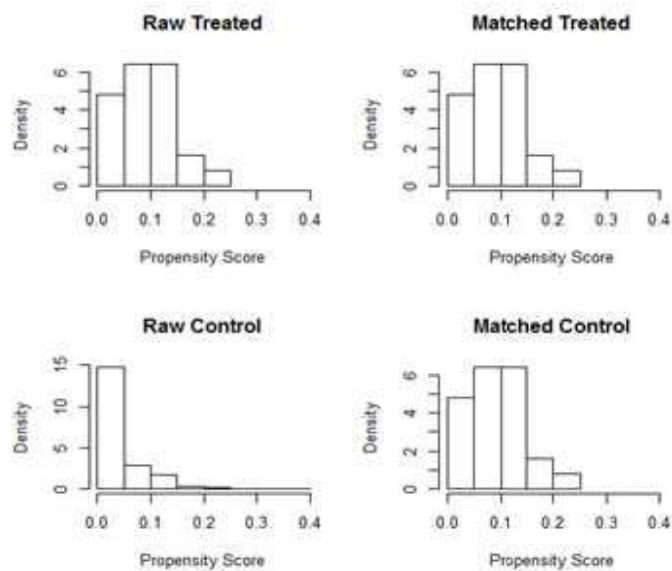 Raw Treated
Density
0 2 4 6
0.0 0.1 0.2 0.3 0.4
Propensity Score
Matched Treated
Density
0 2 4 6
0.0 0.1 0.2 0.3 0.4
Propensity Score
Raw Control
Density
0 5 10 15
0.0 0.1 0.2 0.3 0.4
Propensity Score
Matched Control
Density
0 2 4 6
0.0 0.1 0.2 0.3 0.4
Propensity Score